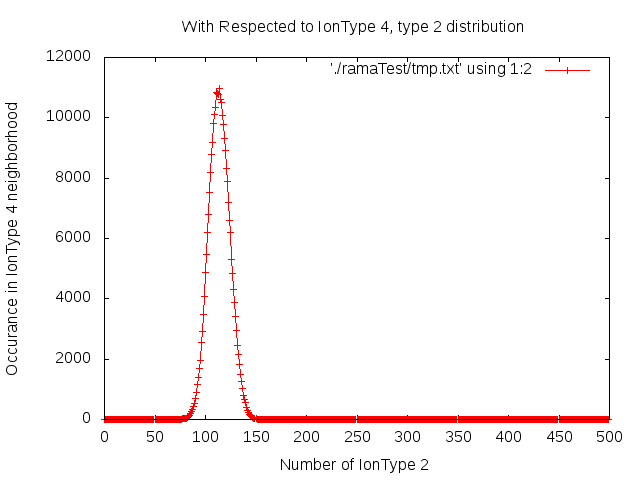 With Respected to IonType 4, type 2 distribution
'./ramaTest/tmp.txt' using 1:2
12000
10000
8000
6000
4000
2000
0
Occurance in IonType 4 neighborhood
0 50 100 150 200 250 300 350 400 450 500
Number of IonType 2